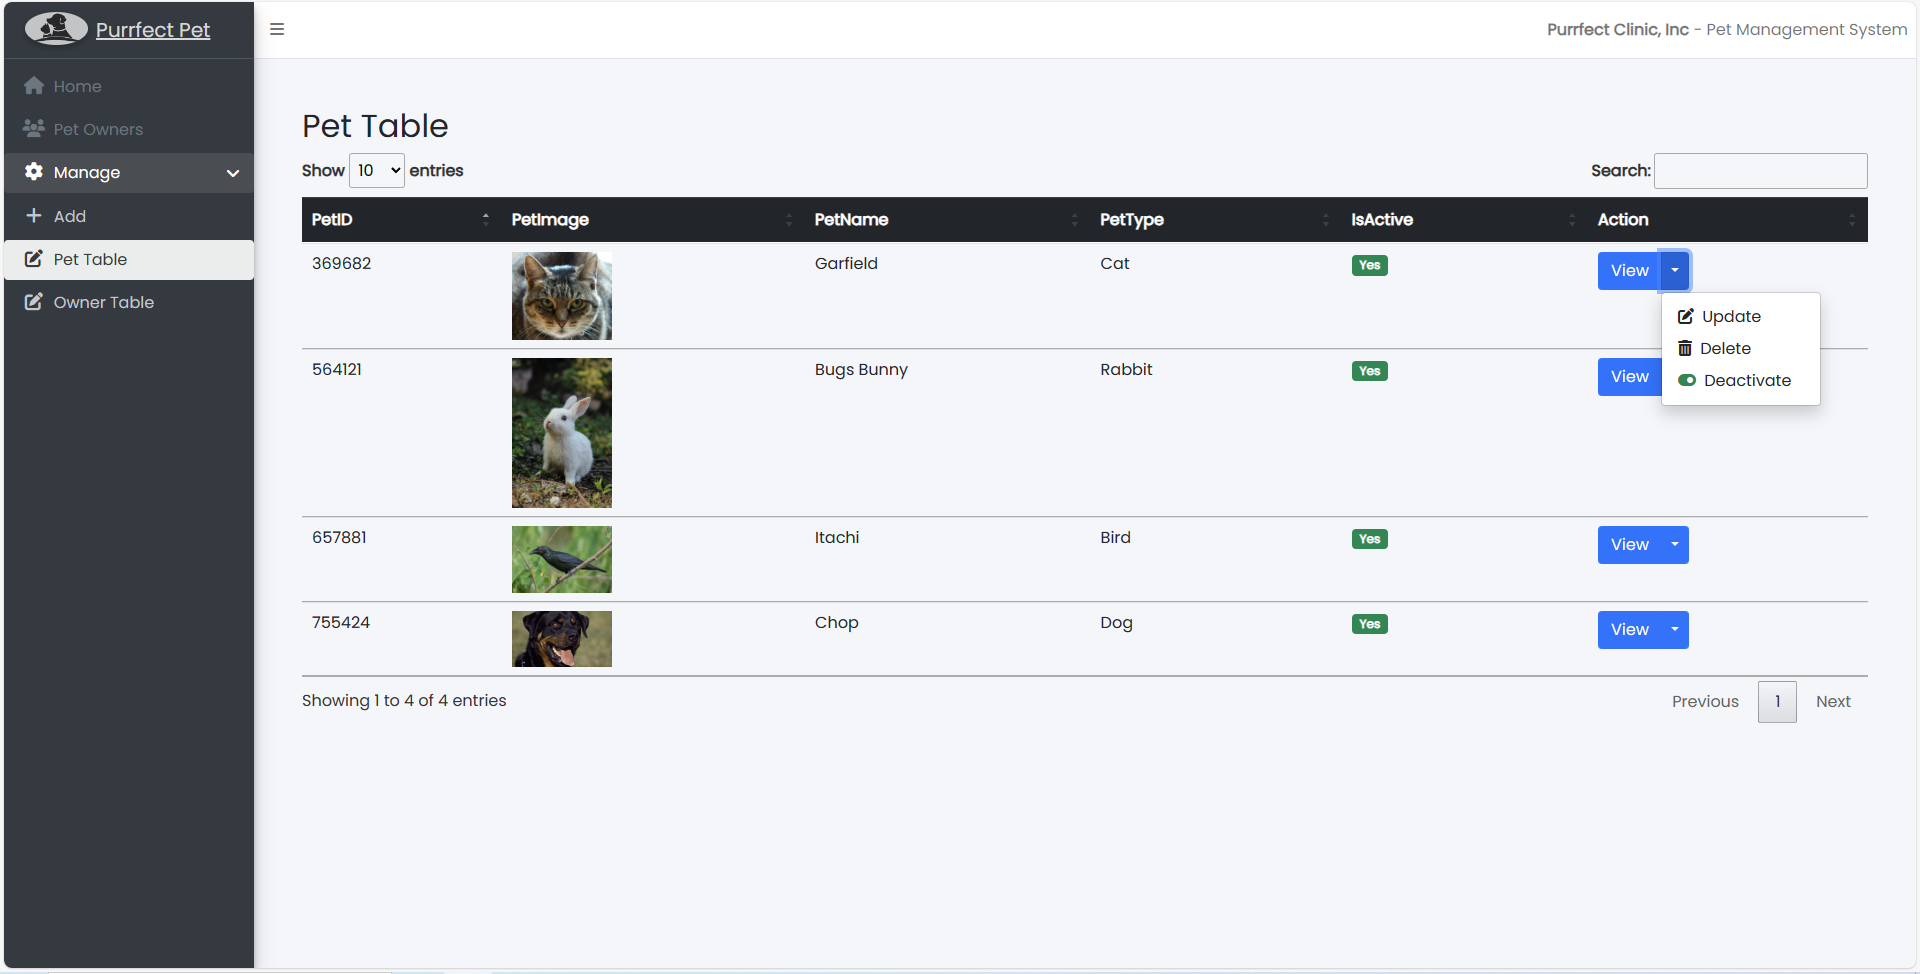 Purrfect Pet
Purrfect Clinic, Inc - Pet Management System
Home
Pet Owners
Manage
Add
Pet Table
Owner Table
Pet Table
Show 10 entries
Search:
PetID PetImage PetName PetType IsActive Action
369682 Garfield Cat Yes View
Update
Delete
Deactivate
564121 Bugs Bunny Rabbit Yes View
657881 Itachi Bird Yes View
755424 Chop Dog Yes View
Showing 1 to 4 of 4 entries
Previous 1 Next